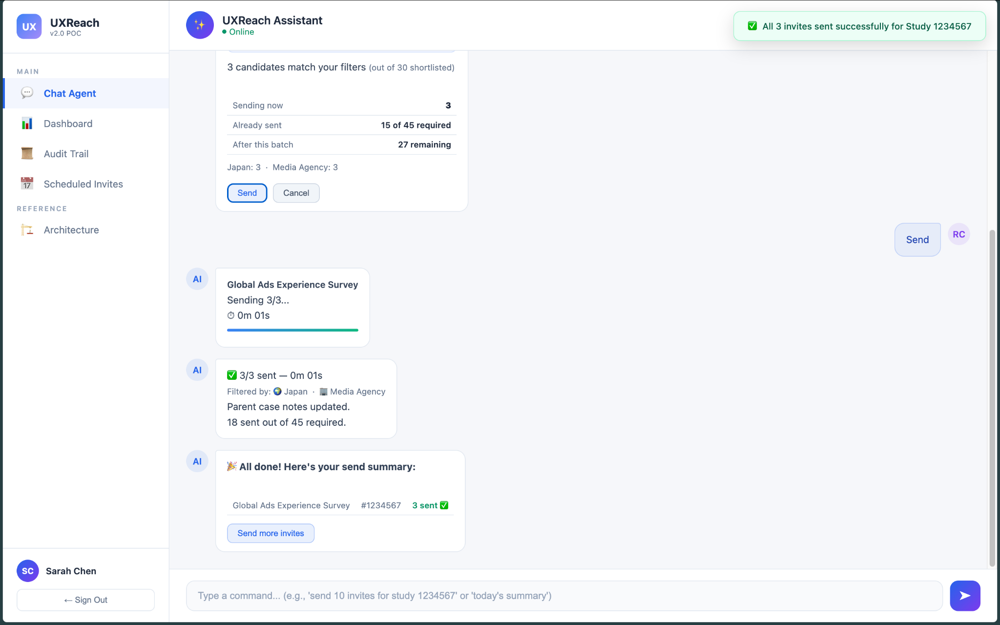 UX
UXReach
v2.0 POC
MAIN
Chat Agent
Dashboard
Audit Trail
17
Scheduled Invites
REFERENCE
Architecture
SC
Sarah Chen
← Sign Out
UXReach Assistant
Online
All 3 invites sent successfully for Study 1234567
3 candidates match your filters (out of 30 shortlisted)
Sending now 3
Already sent 15 of 45 required
After this batch 27 remaining
Japan: 3 · Media Agency: 3
Send Cancel
Send
RC
AI
Global Ads Experience Survey
Sending 3/3...
0m 01s
AI
3/3 sent — 0m 01s
Filtered by: Japan · Media Agency
Parent case notes updated.
18 sent out of 45 required.
AI
All done! Here's your send summary:
Global Ads Experience Survey #1234567 3 sent
Send more invites
Type a command... (e.g., 'send 10 invites for study 1234567' or 'today's summary')